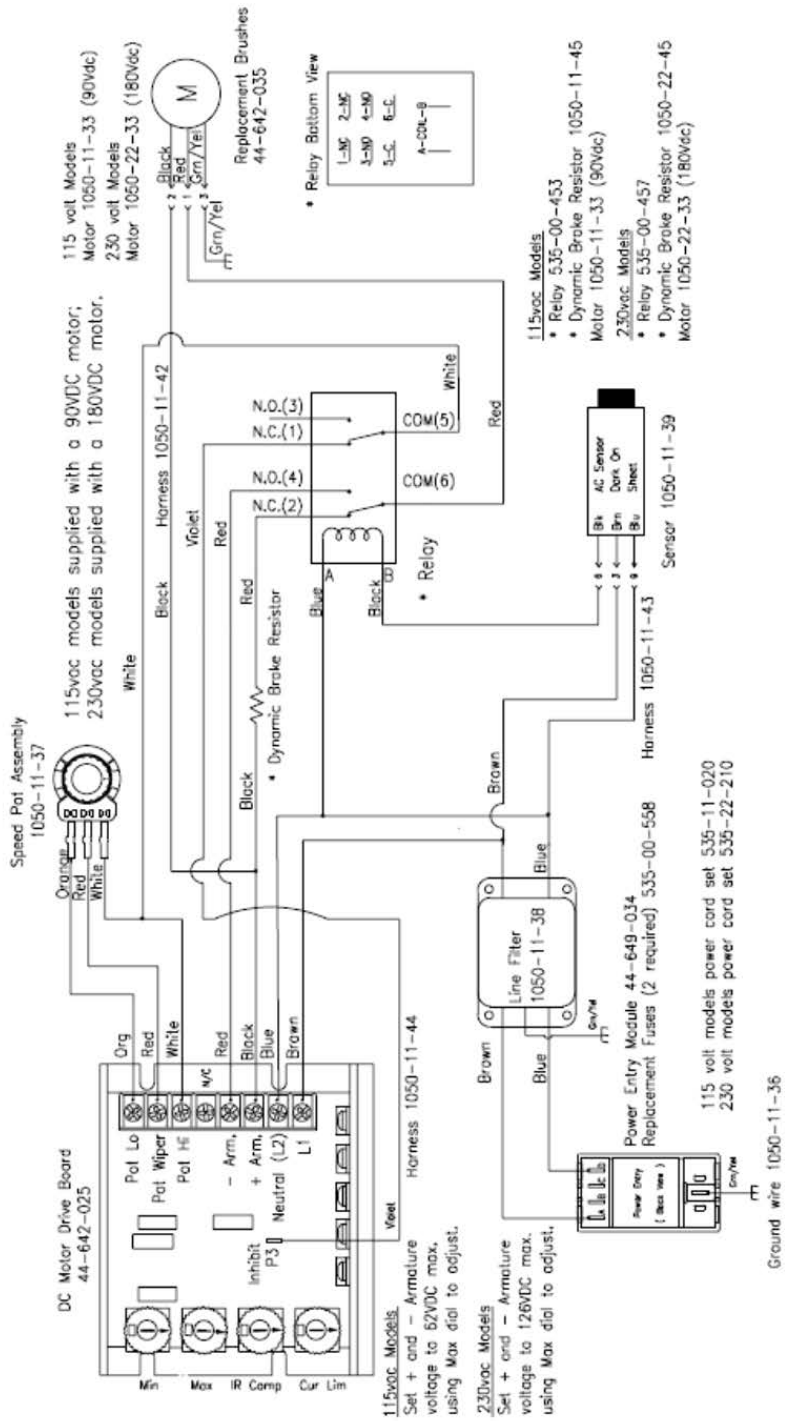 Speed Pot Assembly
1050-11-37
115vac models supplied with a 90VDC motor;
230vac models supplied with a 180VDC motor.
115 volt Models
Motor 1050-11-33 (90Vdc)
230 volt Models
Motor 1050-22-33 (180Vdc)
Orange
Red
White
White
Harness 1050-11-42
Black
2
Black
1
Red
3
Grn/Yel
Grn/Yel
M
Replacement Brushes
44-642-035
DC Motor Drive Board
44-642-025
Pot Lo
Pot Wiper
Pot Hi
- Arm.
+ Arm.
Neutral (L2)
L1
Inhibit
P3
Org
Red
White
N/C
Red
Black
Blue
Brown
Min
Max
IR Comp
Cur Lim
Violet
Harness 1050-11-44
Violet
Red
Black
Red
* Dynamic Brake Resistor
N.O.(3)
N.C.(1)
N.O.(4)
N.C.(2)
COM(5)
COM(6)
White
Red
A
B
Blue
Black
* Relay
* Relay Bottom View
1-NC 2-NC
3-NO 4-NO
5-C 6-C
A-COIL-B
115vac Models
Set + and - Armature
voltage to 62VDC max.
using Max dial to adjust.
230vac Models
Set + and - Armature
voltage to 126VDC max.
using Max dial to adjust.
Brown
Blue
Line Filter
1050-11-38
Grn/Yel
Brown
Blue
Harness 1050-11-43
Blk
Brn
Blu
AC Sensor
Dark On
Sheet
Sensor 1050-11-39
115vac Models
* Relay 535-00-453
* Dynamic Brake Resistor 1050-11-45
Motor 1050-11-33 (90Vdc)
230vac Models
* Relay 535-00-457
* Dynamic Brake Resistor 1050-22-45
Motor 1050-22-33 (180Vdc)
Power Entry
( Back View )
Grn/Yel
Power Entry Module 44-649-034
Replacement Fuses (2 required) 535-00-558
115 volt models power cord set 535-11-020
230 volt models power cord set 535-22-210
Ground wire 1050-11-36